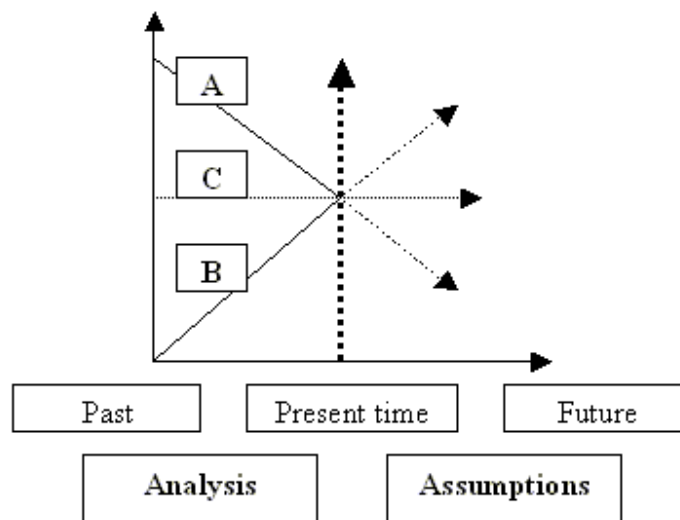 A
C
B
Past
Present time
Future
Analysis
Assumptions